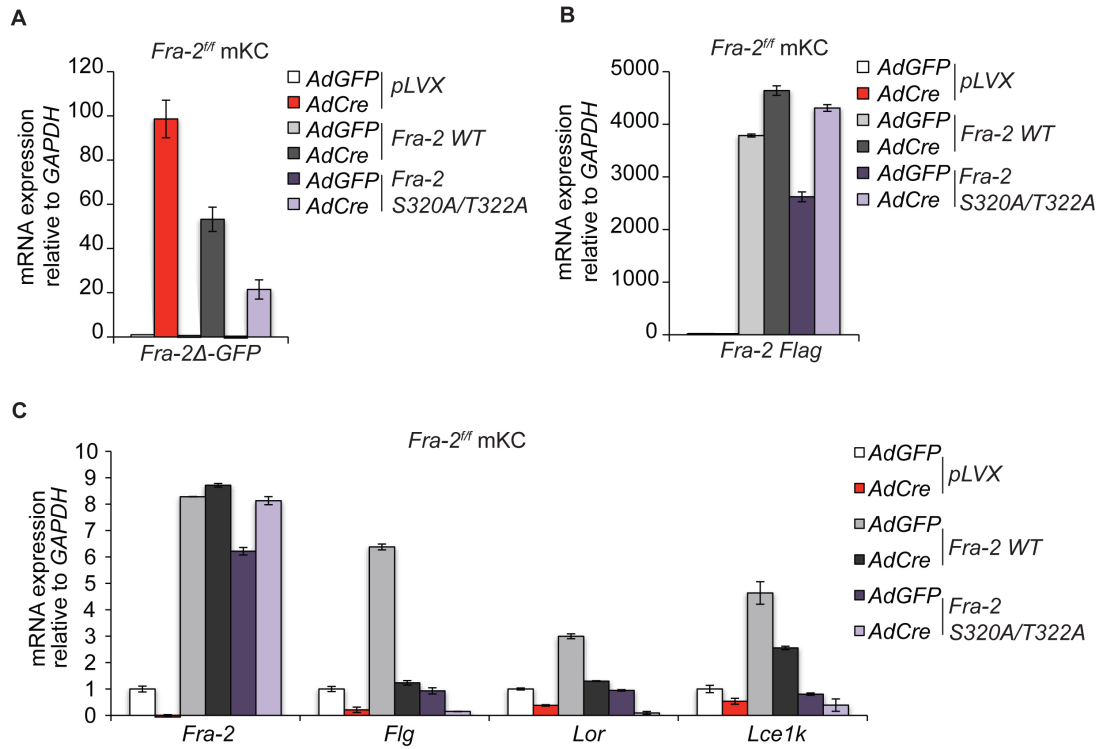 A
Fra-2f/f mKC
mRNA expression
relative to GAPDH
120
100
80
60
40
20
0
Fra-2Δ-GFP
AdGFP
AdCre
pLVX
AdGFP
AdCre
Fra-2 WT
AdGFP
AdCre
Fra-2
S320A/T322A
B
Fra-2f/f mKC
mRNA expression
relative to GAPDH
5000
4000
3000
2000
1000
0
Fra-2 Flag
AdGFP
AdCre
pLVX
AdGFP
AdCre
Fra-2 WT
AdGFP
AdCre
Fra-2
S320A/T322A
C
Fra-2f/f mKC
mRNA expression
relative to GAPDH
10
9
8
7
6
5
4
3
2
1
0
Fra-2
Flg
Lor
Lce1k
AdGFP
AdCre
pLVX
AdGFP
AdCre
Fra-2 WT
AdGFP
AdCre
Fra-2
S320A/T322A